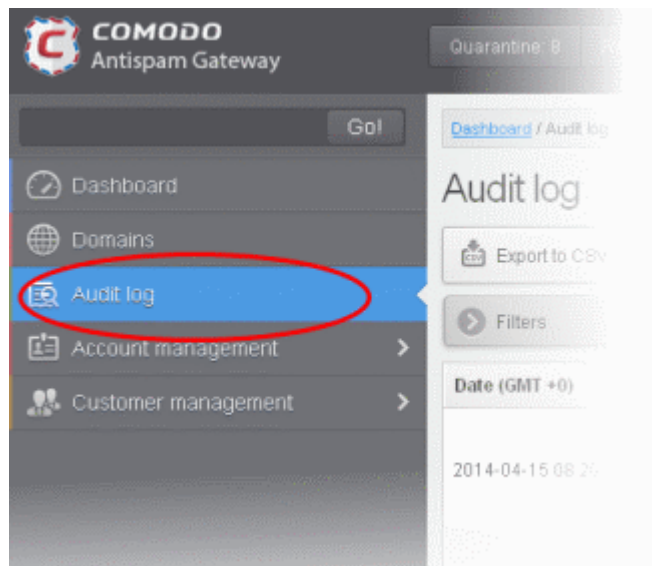 COMODO
Antispam Gateway
Quarantine: 8
Go!
Dashboard / Audit log
Dashboard
Audit log
Domains
Export to CSV
Audit log
Filters
Account management
Date (GMT +0)
Customer management
2014-04-15 08:2